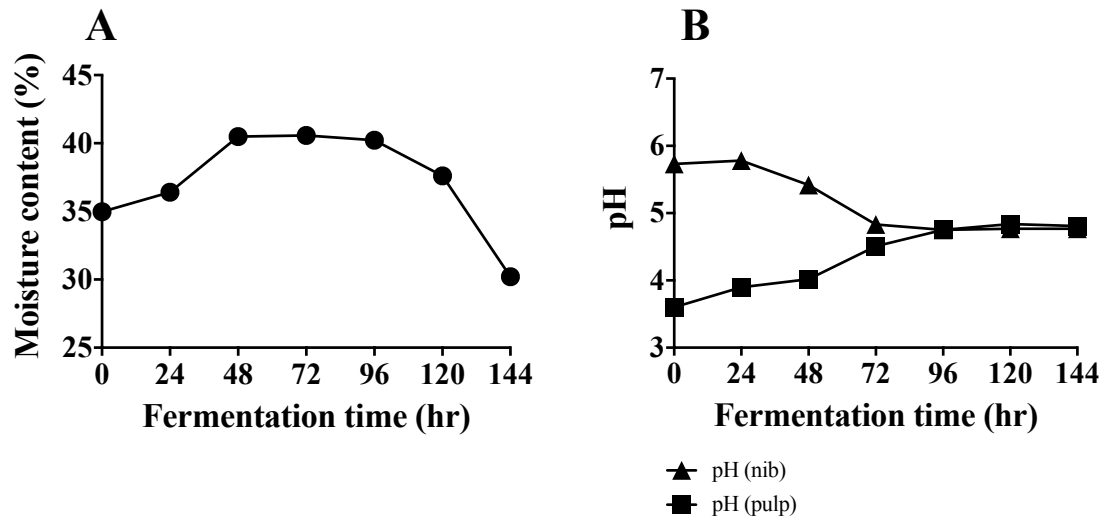 A
Moisture content (%)
45
40
35
30
25
0 24 48 72 96 120 144
Fermentation time (hr)
B
pH
7
6
5
4
3
0 24 48 72 96 120 144
Fermentation time (hr)
pH (nib)
pH (pulp)